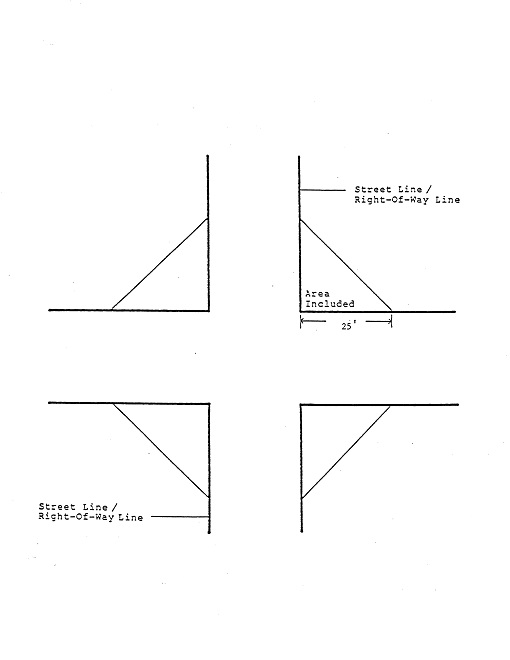 Street Line /
Right-Of-Way Line
Area
Included
25'
Street Line /
Right-Of-Way Line